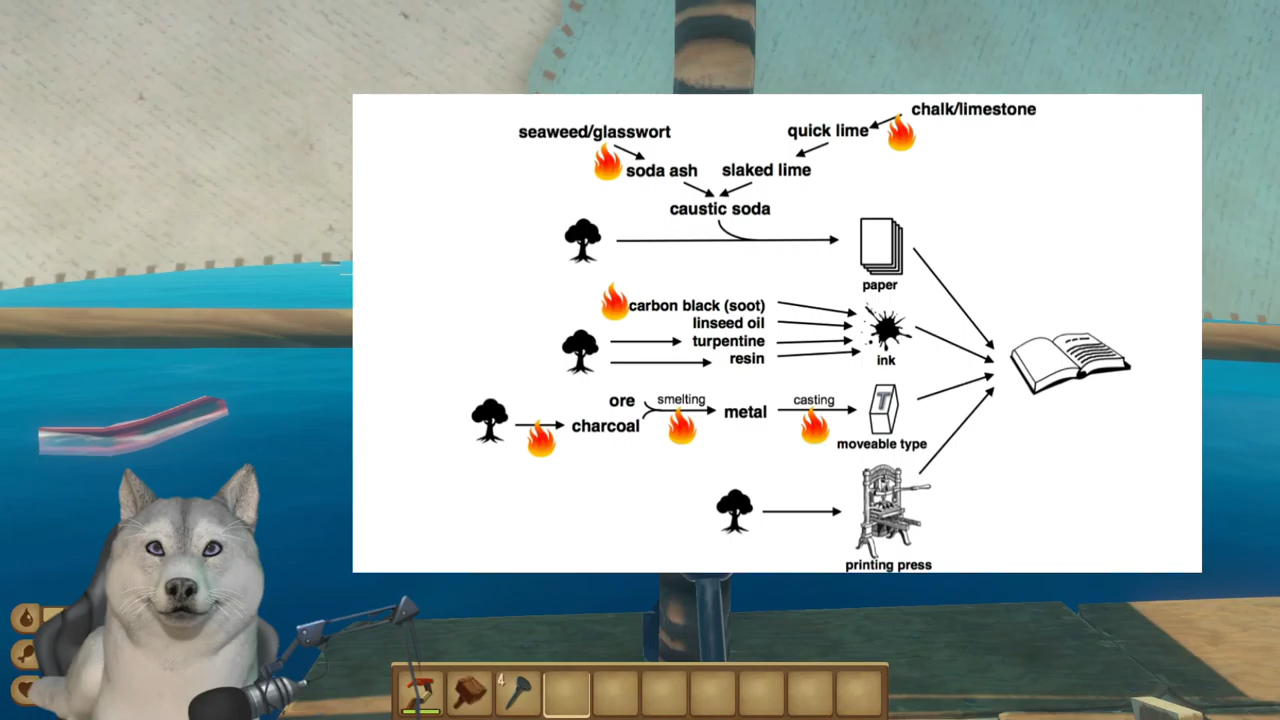 chalk/limestone
seaweed/glasswort
quick lime
soda ash
slaked lime
caustic soda
paper
carbon black (soot)
linseed oil
turpentine
resin
ink
ore
smelting
metal
casting
charcoal
T
moveable type
printing press
4